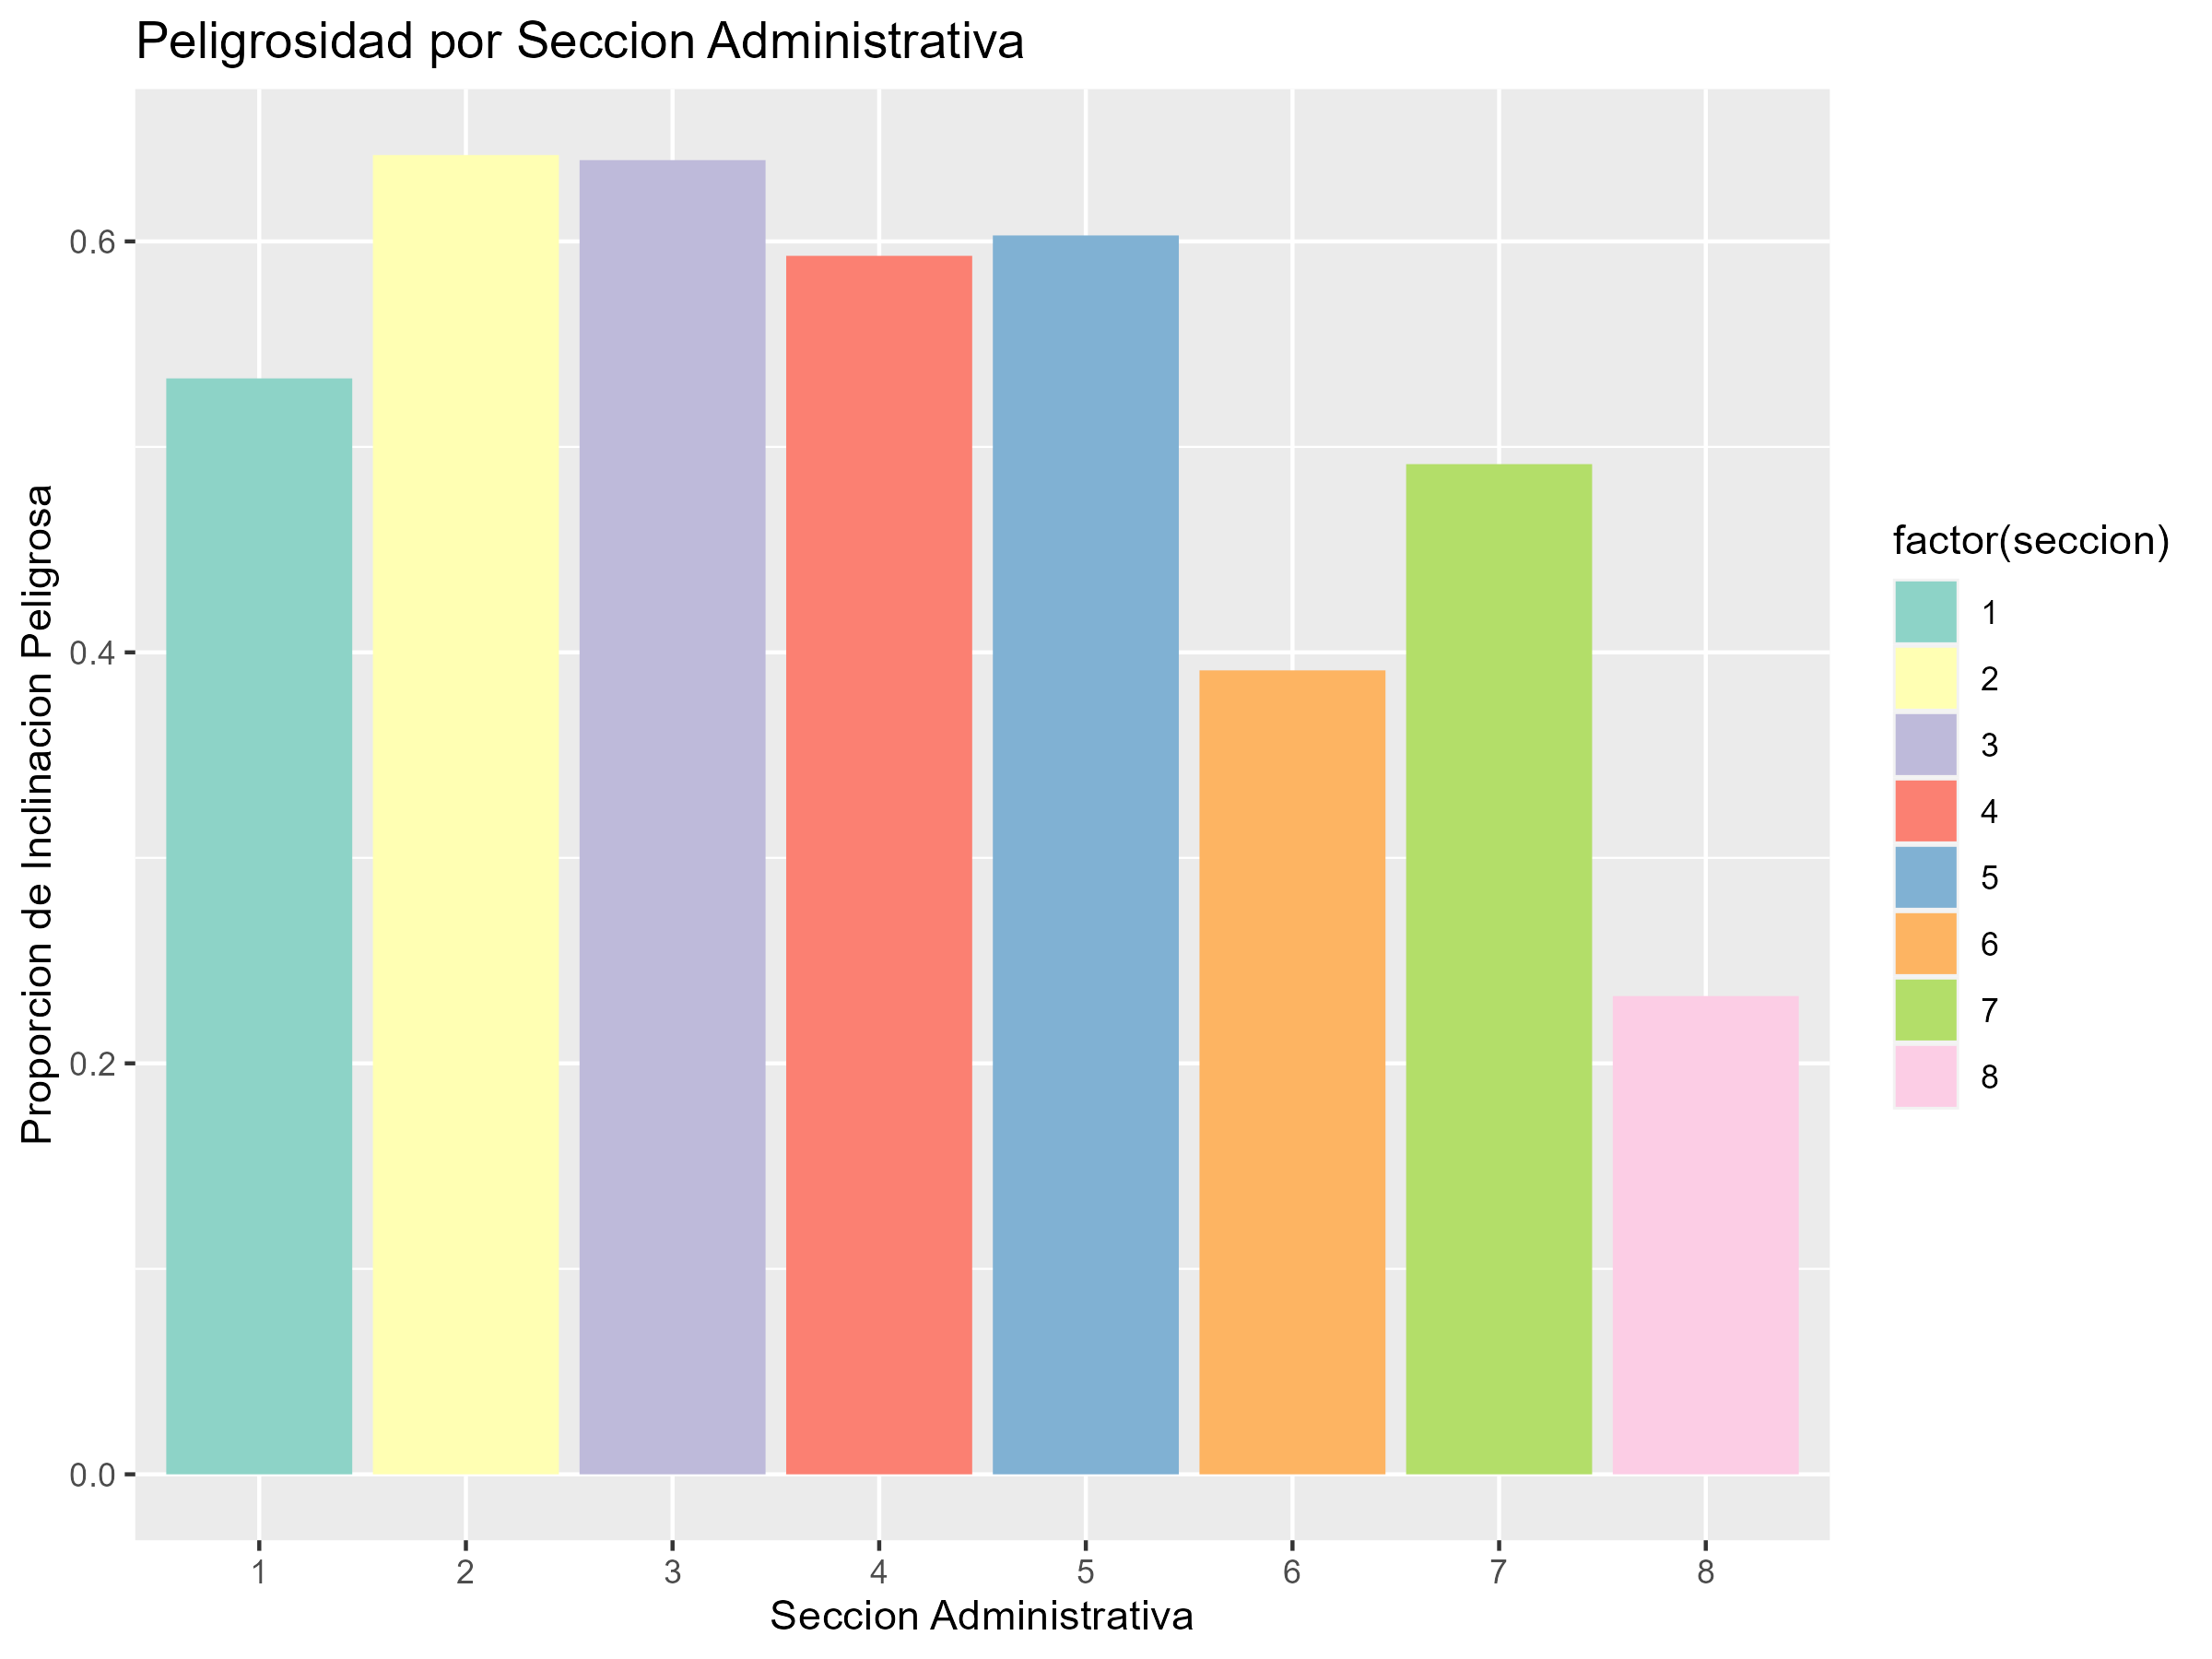 Peligrosidad por Seccion Administrativa
Proporcion de Inclinacion Peligrosa
0.6
0.4
0.2
0.0
1 2 3 4 5 6 7 8
Seccion Administrativa
factor(seccion)
1
2
3
4
5
6
7
8